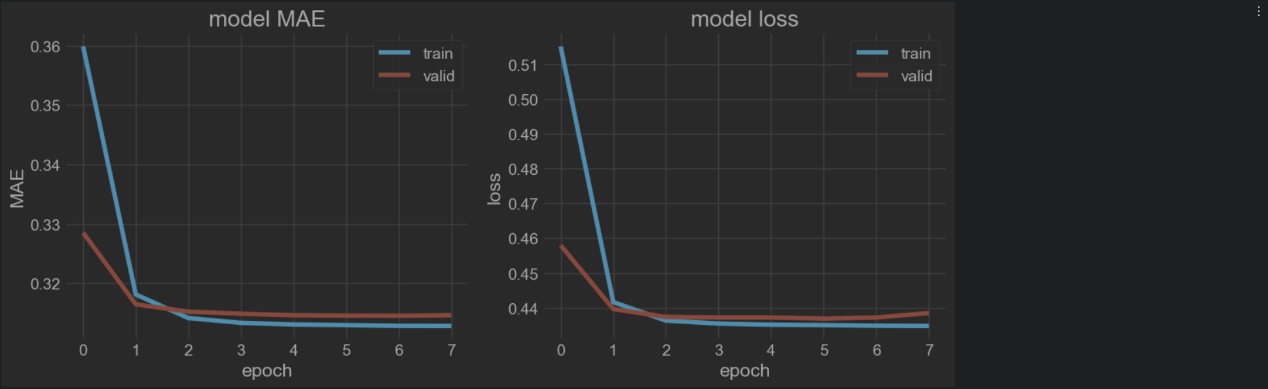 model MAE
train
valid
0.36
0.35
0.34
0.33
0.32
MAE
0 1 2 3 4 5 6 7
epoch
model loss
train
valid
0.51
0.50
0.49
0.48
0.47
0.46
0.45
0.44
loss
0 1 2 3 4 5 6 7
epoch